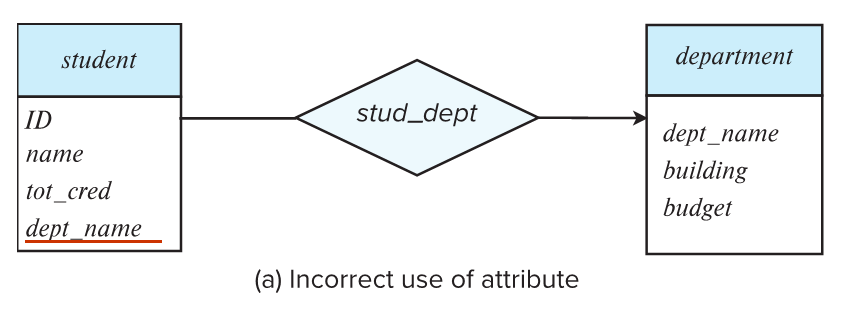 student
ID
name
tot_cred
dept_name
stud_dept
department
dept_name
building
budget
(a) Incorrect use of attribute